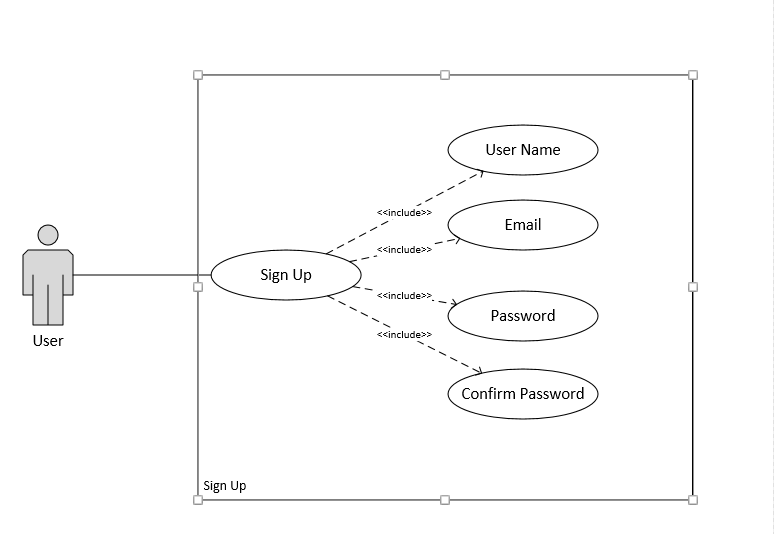 User Name
<<include>>
Email
<<include>>
Sign Up
<<include>>
Password
<<include>>
User
Confirm Password
Sign Up